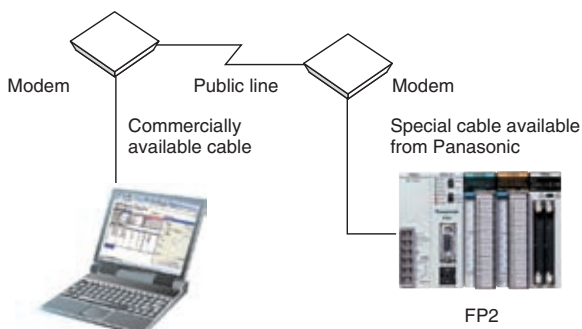 Modem
Public line
Modem
Commercially
available cable
Special cable available
from Panasonic
FP2